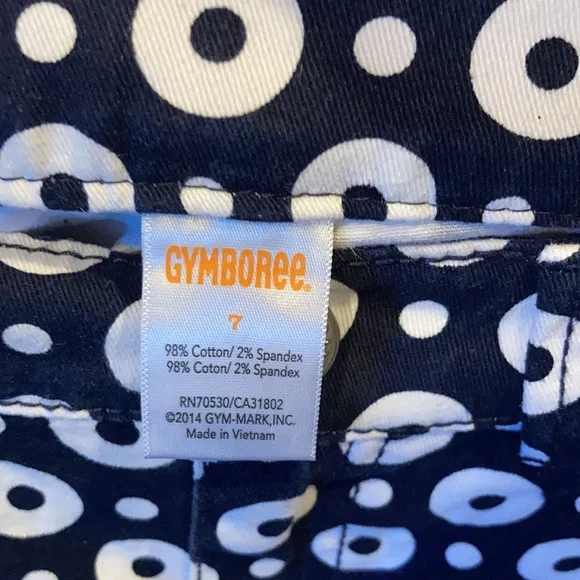 GYMBOREE®
7
98% Cotton/ 2% Spandex
98% Coton/ 2% Spandex
RN70530/CA31802
©2014 GYM-MARK,INC.
Made in Vietnam